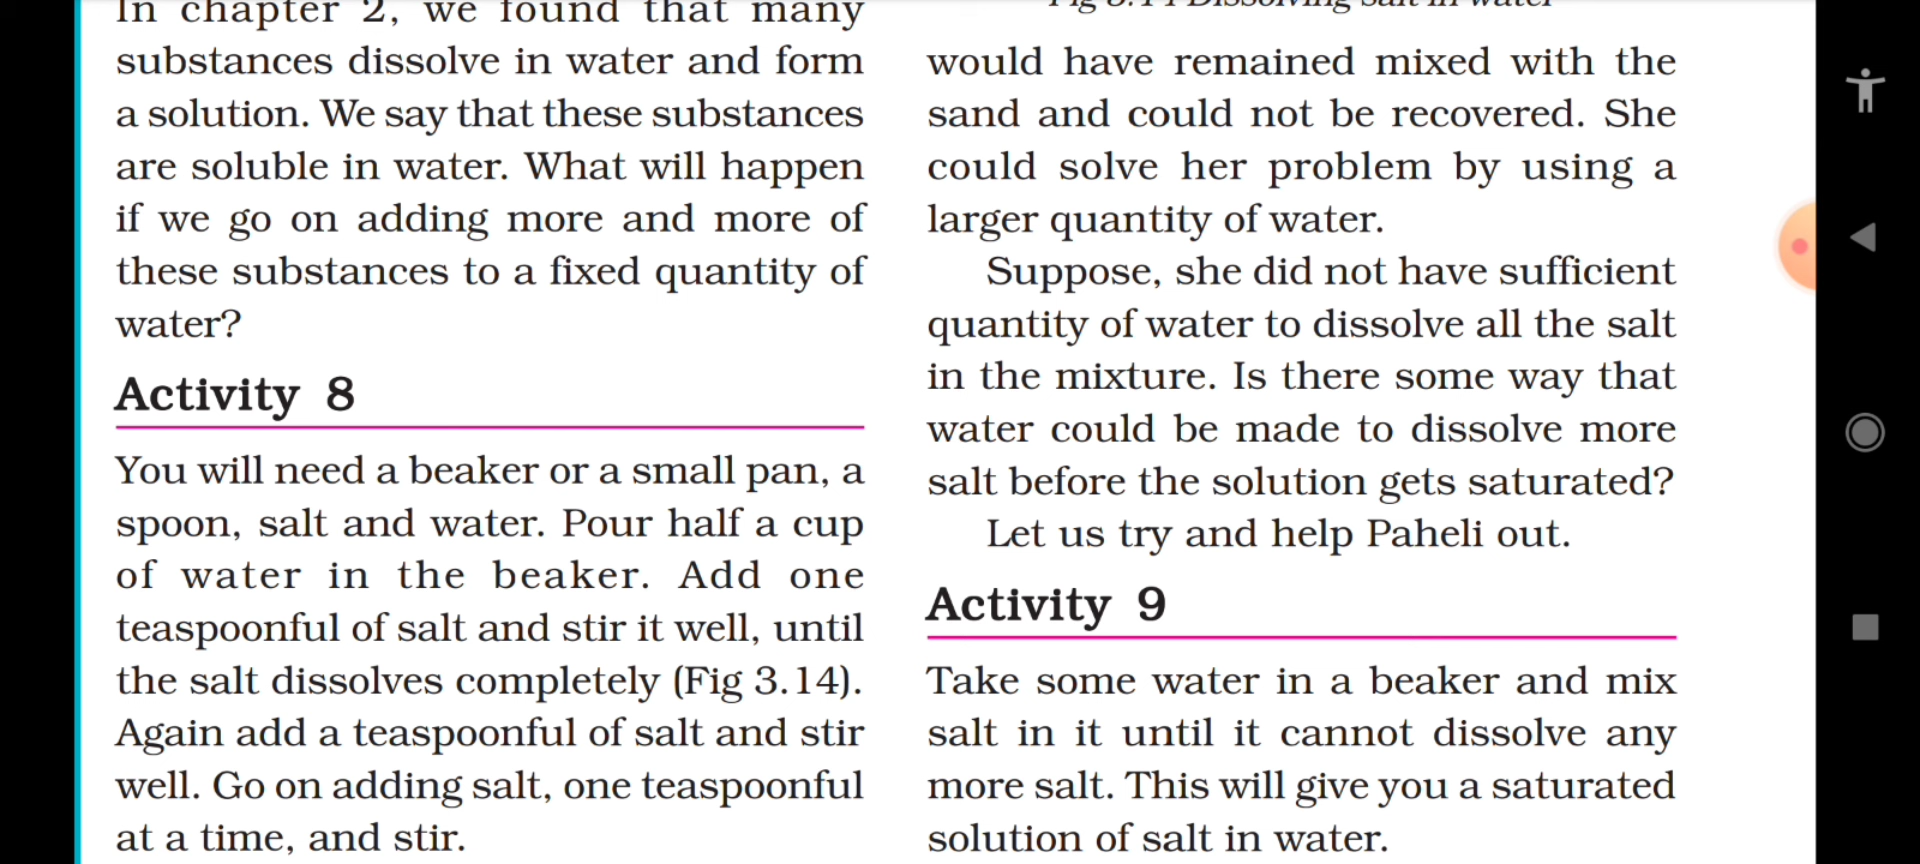 In chapter 2, we found that many
substances dissolve in water and form
a solution. We say that these substances
are soluble in water. What will happen
if we go on adding more and more of
these substances to a fixed quantity of
water?
Activity 8
You will need a beaker or a small pan, a
spoon, salt and water. Pour half a cup
of water in the beaker. Add one
teaspoonful of salt and stir it well, until
the salt dissolves completely (Fig 3.14).
Again add a teaspoonful of salt and stir
well. Go on adding salt, one teaspoonful
at a time, and stir.
Fig 3.14 Dissolving salt in water
would have remained mixed with the
sand and could not be recovered. She
could solve her problem by using a
larger quantity of water.
Suppose, she did not have sufficient
quantity of water to dissolve all the salt
in the mixture. Is there some way that
water could be made to dissolve more
salt before the solution gets saturated?
Let us try and help Paheli out.
Activity 9
Take some water in a beaker and mix
salt in it until it cannot dissolve any
more salt. This will give you a saturated
solution of salt in water.